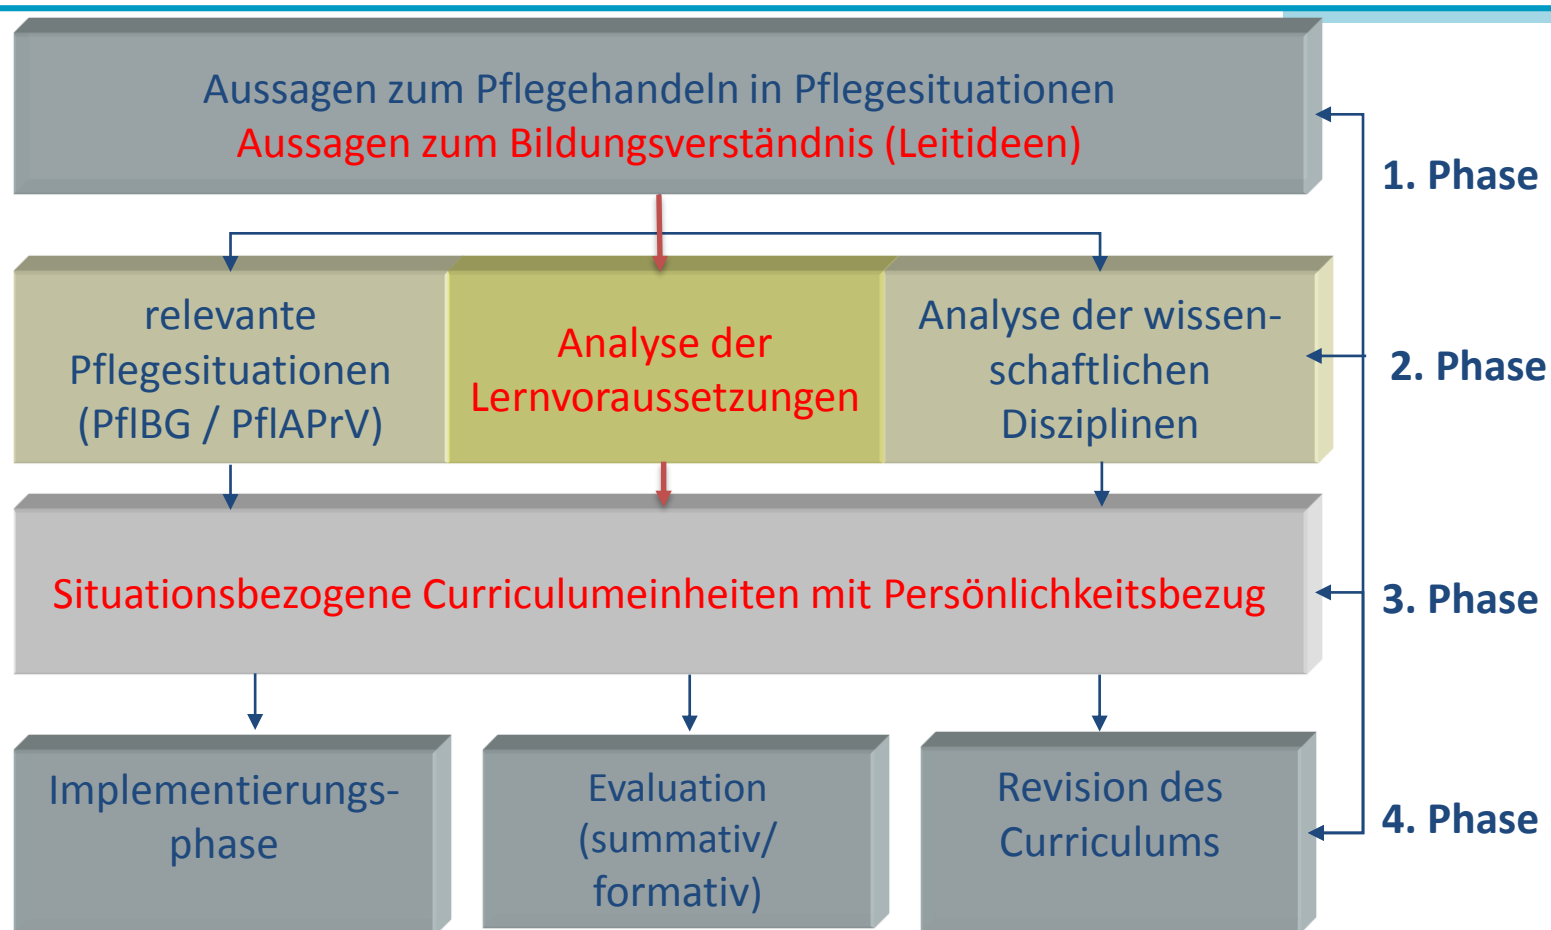 Aussagen zum Pflegehandeln in Pflegesituationen
Aussagen zum Bildungsverständnis (Leitideen)
1. Phase
relevante
Pflegesituationen
(PflBG / PflAPrV)
Analyse der
Lernvoraussetzungen
Analyse der wissen-
schaftlichen
Disziplinen
2. Phase
Situationsbezogene Curriculumeinheiten mit Persönlichkeitsbezug
3. Phase
Implementierungs-
phase
Evaluation
(summativ/
formativ)
Revision des
Curriculums
4. Phase